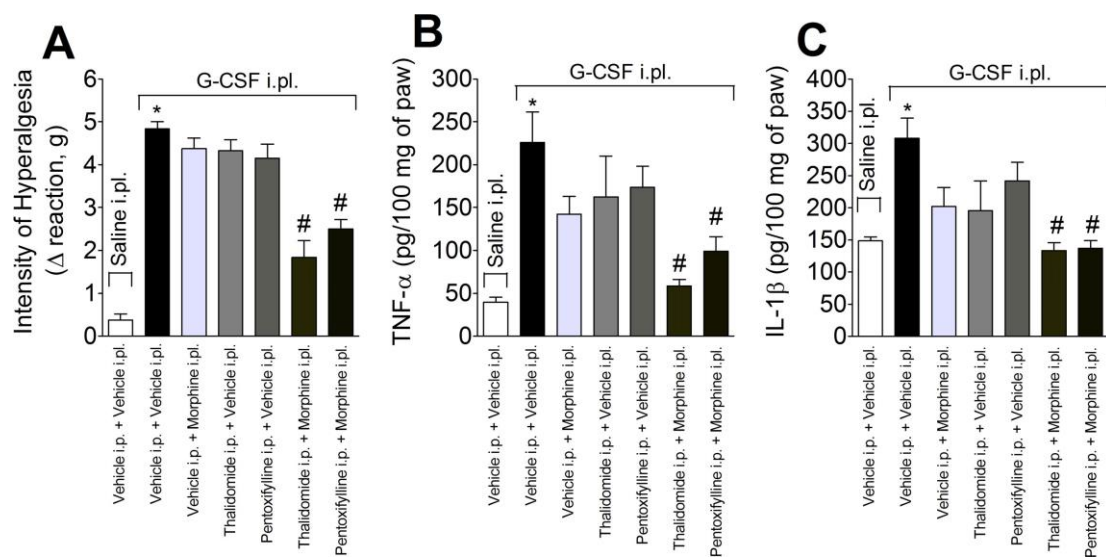 A
G-CSF i.pl.
Intensity of Hyperalgesia
(Δ reaction, g)
6
5
4
3
2
1
0
Saline i.pl.
*
#
#
Vehicle i.p. + Vehicle i.pl.
Vehicle i.p. + Vehicle i.pl.
Vehicle i.p. + Morphine i.pl.
Thalidomide i.p. + Vehicle i.pl.
Pentoxifylline i.p. + Vehicle i.pl.
Thalidomide i.p. + Morphine i.pl.
Pentoxifylline i.p. + Morphine i.pl.
B
G-CSF i.pl.
TNF-α (pg/100 mg of paw)
300
250
200
150
100
50
0
Saline i.pl.
*
#
#
Vehicle i.p. + Vehicle i.pl.
Vehicle i.p. + Vehicle i.pl.
Vehicle i.p. + Morphine i.pl.
Thalidomide i.p. + Vehicle i.pl.
Pentoxifylline i.p. + Vehicle i.pl.
Thalidomide i.p. + Morphine i.pl.
Pentoxifylline i.p. + Morphine i.pl.
C
G-CSF i.pl.
IL-1β (pg/100 mg of paw)
400
350
300
250
200
150
100
50
0
Saline i.pl.
*
#
#
Vehicle i.p. + Vehicle i.pl.
Vehicle i.p. + Vehicle i.pl.
Vehicle i.p. + Morphine i.pl.
Thalidomide i.p. + Vehicle i.pl.
Pentoxifylline i.p. + Vehicle i.pl.
Thalidomide i.p. + Morphine i.pl.
Pentoxifylline i.p. + Morphine i.pl.